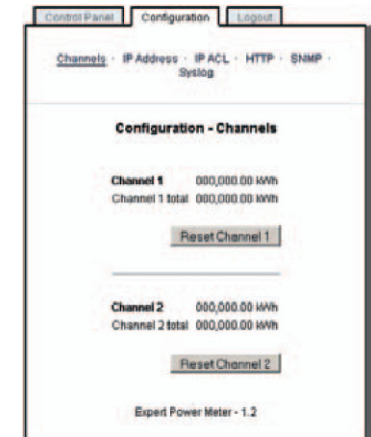 Control Panel Configuration Logout
Channels · IP Address · IP ACL · HTTP · SNMP ·
Syslog
Configuration - Channels
Channel 1 000,000.00 kWh
Channel 1 total 000,000.00 kWh
Reset Channel 1
Channel 2 000,000.00 kWh
Channel 2 total 000,000.00 kWh
Reset Channel 2
Expert Power Meter - 1.2